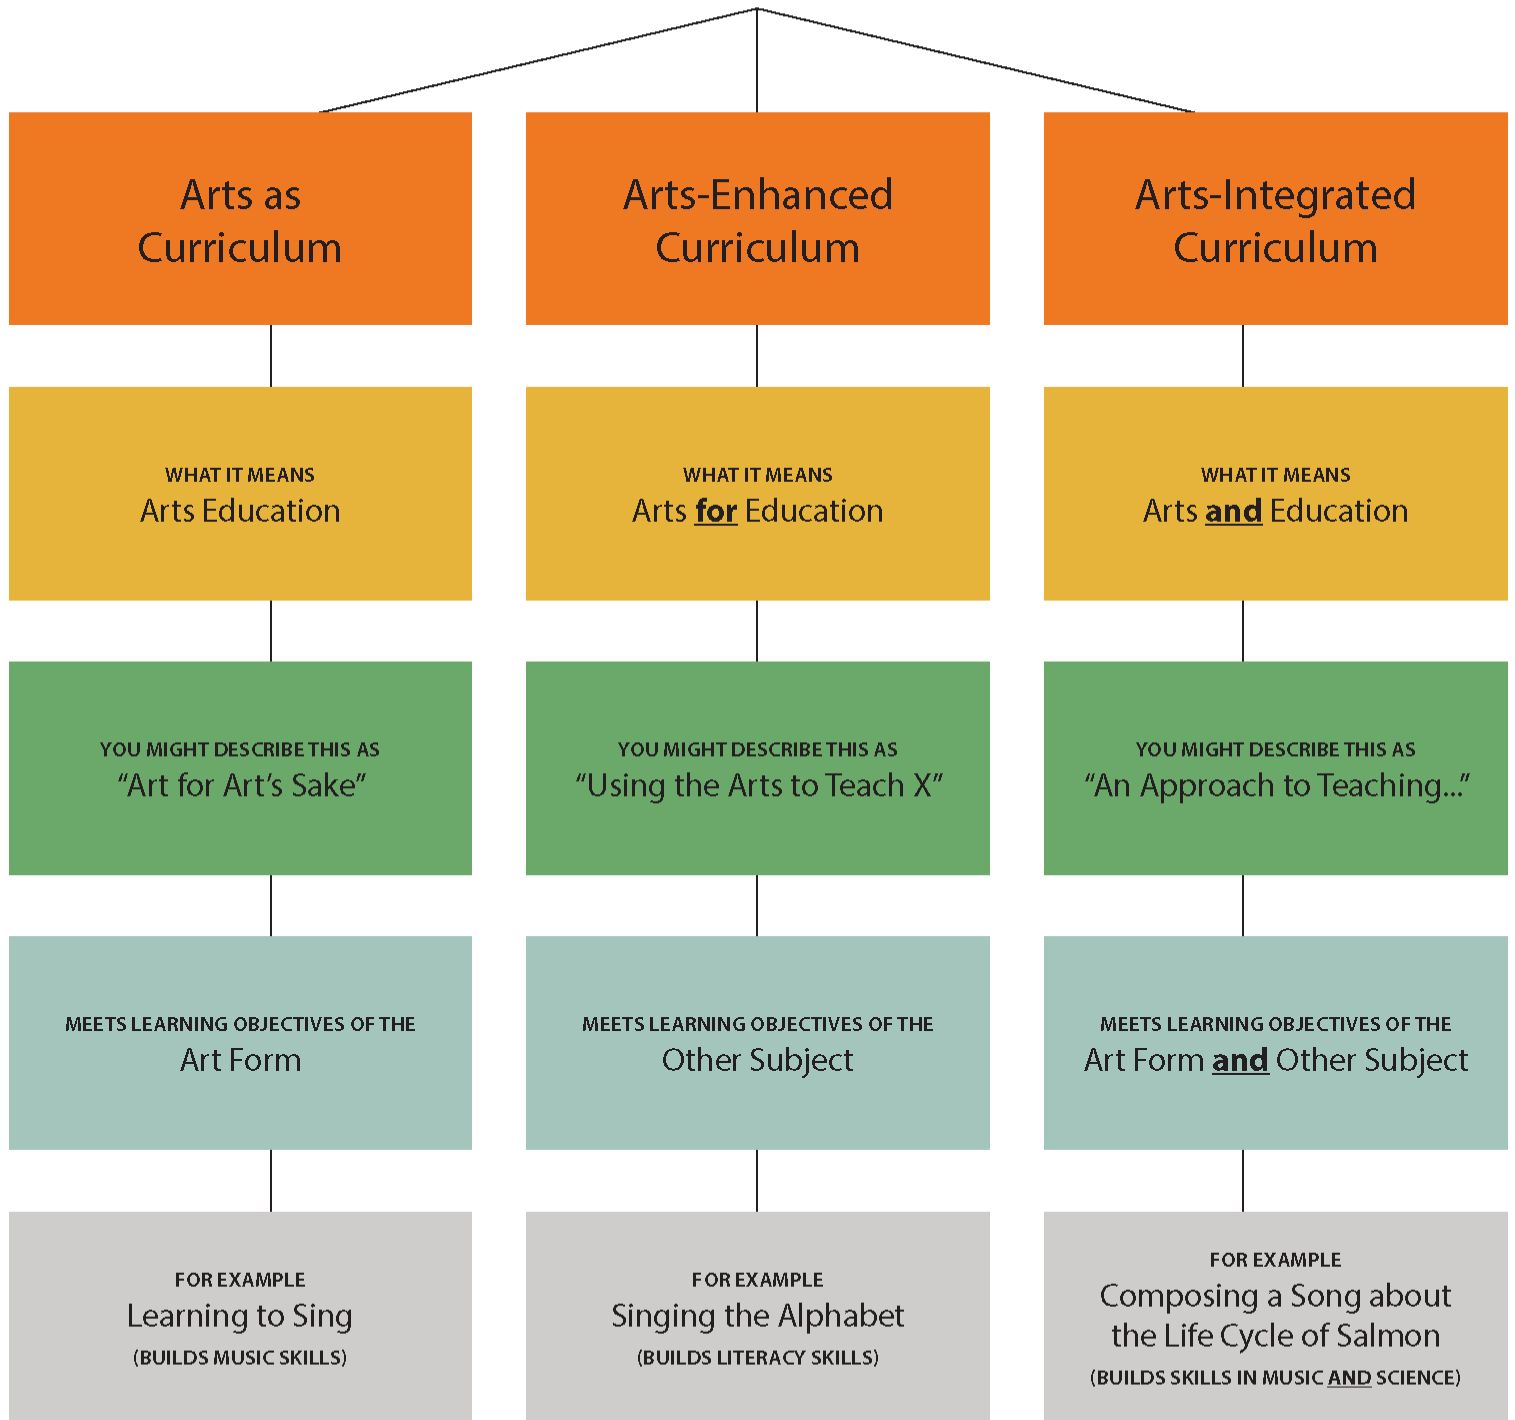 Arts as
Curriculum
WHAT IT MEANS
Arts Education
YOU MIGHT DESCRIBE THIS AS
“Art for Art’s Sake”
MEETS LEARNING OBJECTIVES OF THE
Art Form
FOR EXAMPLE
Learning to Sing
(BUILDS MUSIC SKILLS)
Arts-Enhanced
Curriculum
WHAT IT MEANS
Arts for Education
YOU MIGHT DESCRIBE THIS AS
“Using the Arts to Teach X”
MEETS LEARNING OBJECTIVES OF THE
Other Subject
FOR EXAMPLE
Singing the Alphabet
(BUILDS LITERACY SKILLS)
Arts-Integrated
Curriculum
WHAT IT MEANS
Arts and Education
YOU MIGHT DESCRIBE THIS AS
“An Approach to Teaching...”
MEETS LEARNING OBJECTIVES OF THE
Art Form and Other Subject
FOR EXAMPLE
Composing a Song about
the Life Cycle of Salmon
(BUILDS SKILLS IN MUSIC AND SCIENCE)